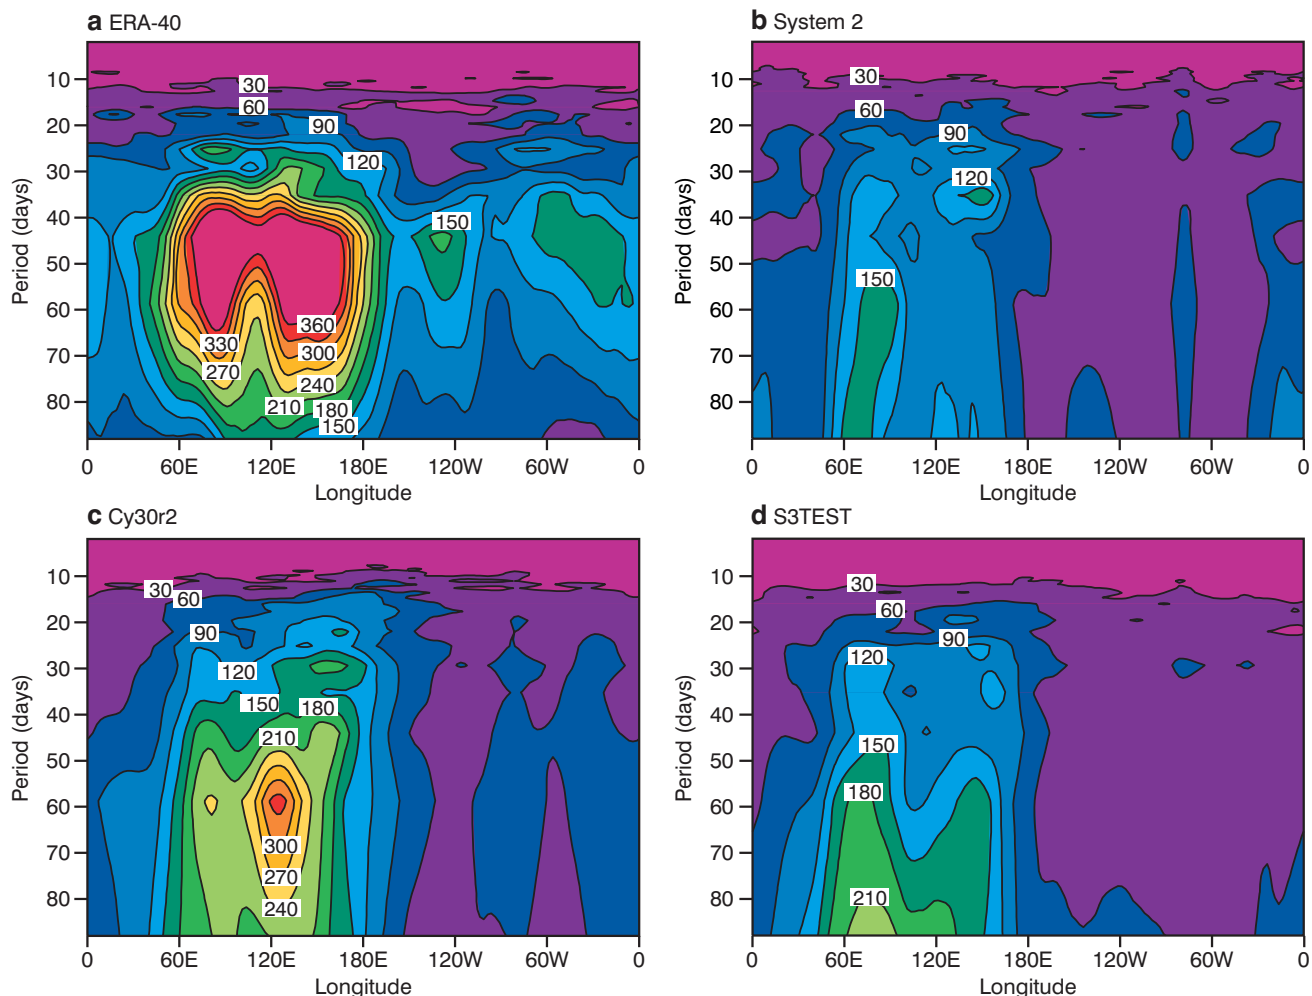 a ERA-40
Period (days)
10
20
30
40
50
60
70
80
30
60
90
120
150
360
330
300
270
240
210
180
150
0
60E
120E
180E
120W
60W
0
Longitude
b System 2
Period (days)
10
20
30
40
50
60
70
80
30
60
90
120
150
0
60E
120E
180E
120W
60W
0
Longitude
c Cy30r2
Period (days)
10
20
30
40
50
60
70
80
30
60
90
120
150
180
210
300
270
240
0
60E
120E
180E
120W
60W
0
Longitude
d S3TEST
Period (days)
10
20
30
40
50
60
70
80
30
60
90
120
150
180
210
0
60E
120E
180E
120W
60W
0
Longitude